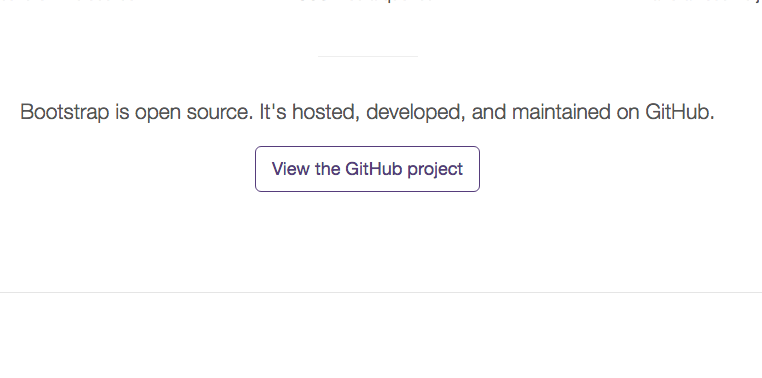 Bootstrap is open source. It's hosted, developed, and maintained on GitHub.
View the GitHub project